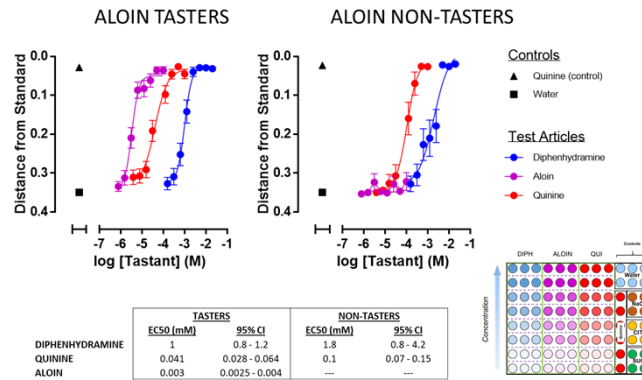 ALOIN TASTERS
ALOIN NON-TASTERS
Distance from Standard
0.0
0.1
0.2
0.3
0.4
-7 -6 -5 -4 -3 -2 -1
log [Tastant] (M)
Distance from Standard
0.0
0.1
0.2
0.3
0.4
-7 -6 -5 -4 -3 -2 -1
log [Tastant] (M)
Controls
Quinine (control)
Water
Test Articles
Diphenhydramine
Aloin
Quinine
TASTERS NON-TASTERS
EC50 (mM) 95% CI EC50 (mM) 95% CI
DIPHENHYDRAMINE 1 0.8 - 1.2 1.8 0.8 - 4.2
QUININE 0.041 0.028 - 0.064 0.1 0.07 - 0.15
ALOIN 0.003 0.0025 - 0.004 --- ---
Controls
DIPH ALOIN QUI
Concentration
Water
Quinine